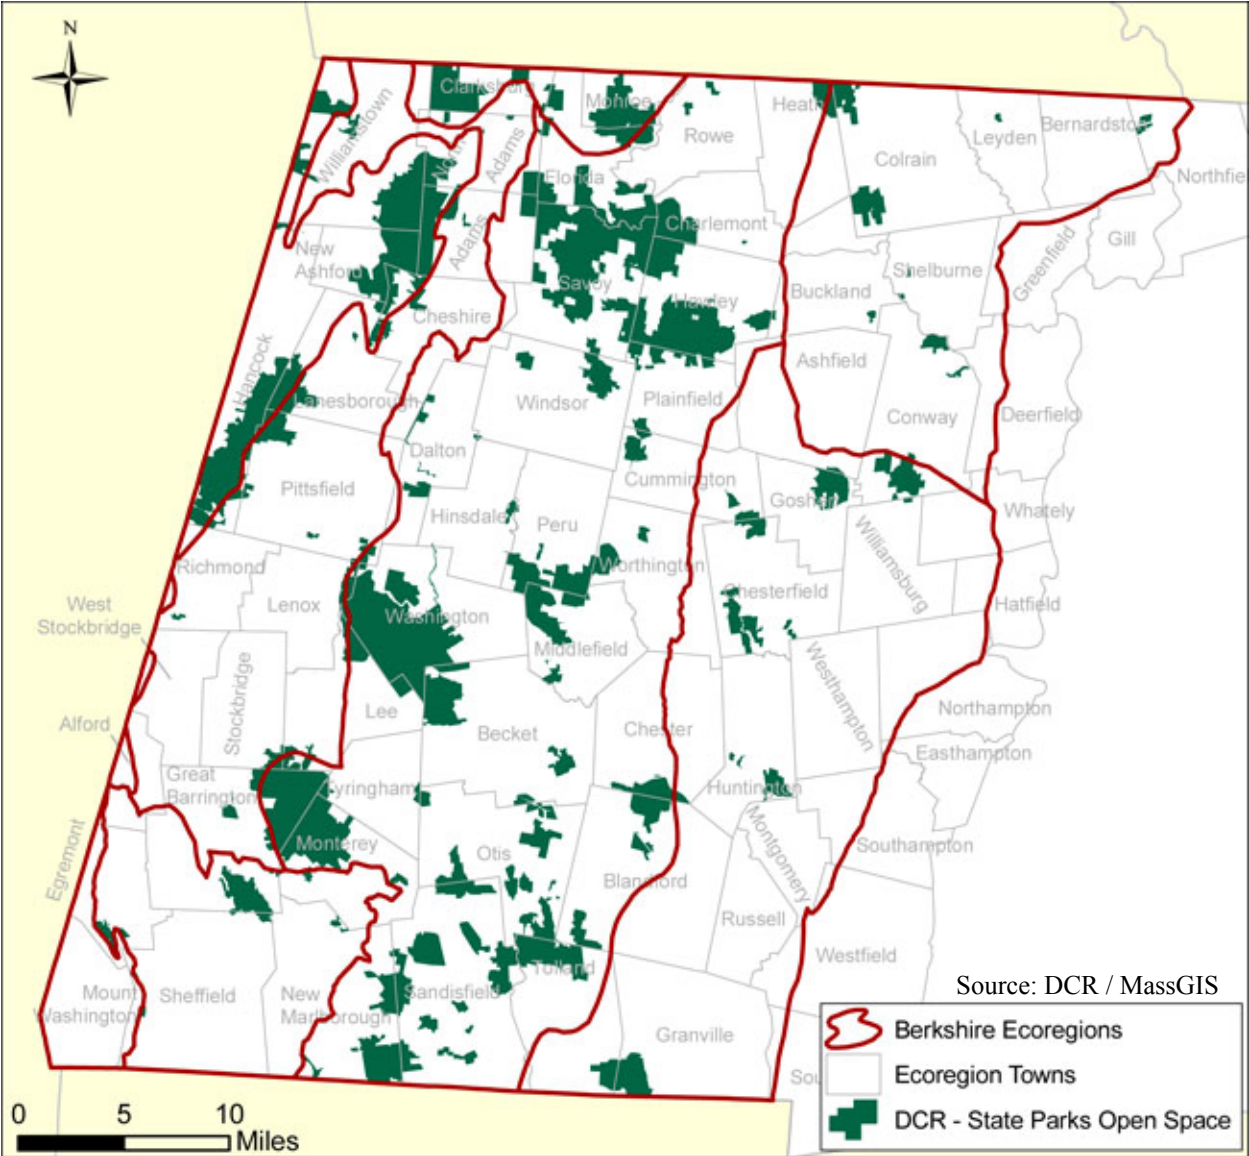 N
Clarksburg
Monroe
Heath
Rowe
Leyden
Bernardston
Williamstown
North
Adams
Colrain
Florida
Northfie
Charlemont
Adams
Gill
New
Ashford
Greenfield
Shelburne
Savoy
Buckland
Hawley
Cheshire
Hancock
Ashfield
Lanesborough
Windsor
Plainfield
Conway
Deerfield
Dalton
Cummington
Pittsfield
Goshen
Hinsdale
Peru
Whately
Williamsburg
Richmond
Worthington
Lenox
Chesterfield
West
Stockbridge
Washington
Hatfield
Middlefield
Stockbridge
Westhampton
Lee
Northampton
Alford
Becket
Chester
Easthampton
Great
Barrington
Tyringham
Huntington
Egremont
Monterey
Otis
Montgomery
Southampton
Blandford
Russell
Westfield
Tolland
Mount
Washington
Sheffield
New
Marlborough
Sandisfield
Granville
Sou
Source: DCR / MassGIS
Berkshire Ecoregions
Ecoregion Towns
DCR - State Parks Open Space
0 5 10
Miles